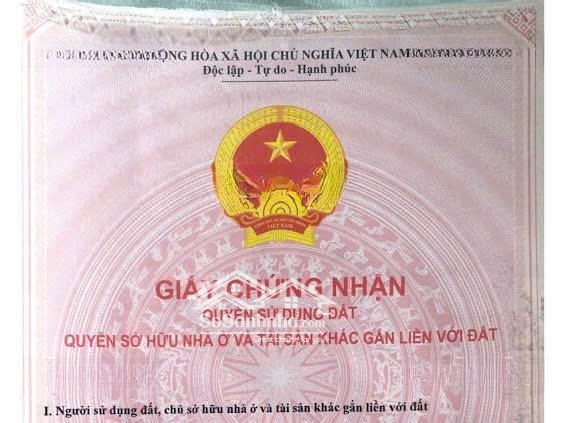 CỘNG HÒA XÃ HỘI CHỦ NGHĨA VIỆT NAM
Độc lập - Tự do - Hạnh phúc
VIỆT NAM
GIẤY CHỨNG NHẬN
QUYỀN SỬ DỤNG ĐẤT
QUYỀN SỞ HỮU NHÀ Ở VÀ TÀI SẢN KHÁC GẮN LIỀN VỚI ĐẤT
I. Người sử dụng đất, chủ sở hữu nhà ở và tài sản khác gắn liền với đất